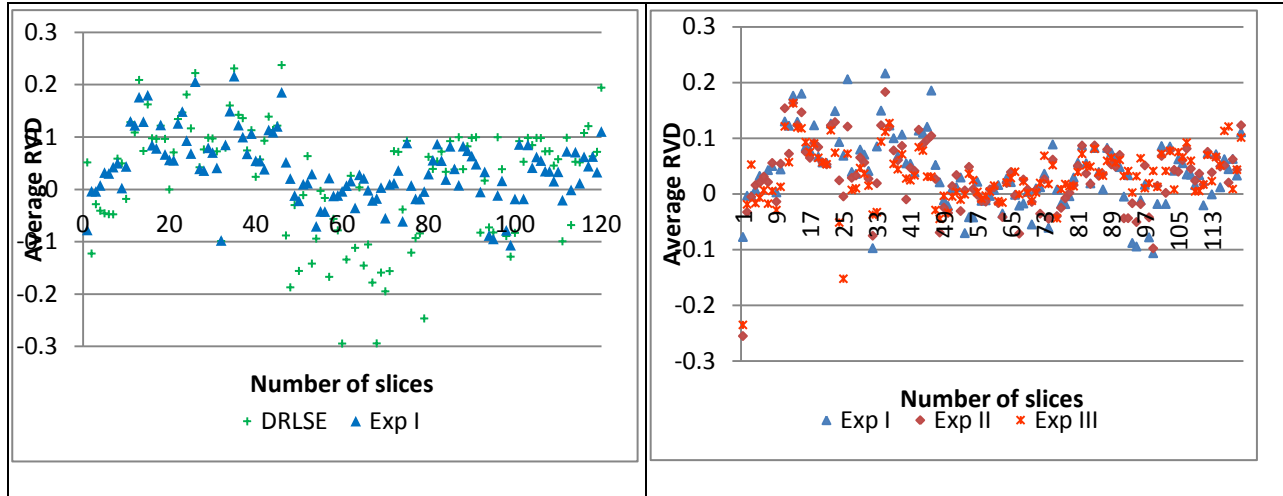 0.3
0.2
0.1
0
-0.1
-0.2
-0.3
Average RVD
0 20 40 60 80 100 120
Number of slices
DRLSE Exp I
0.3
0.2
0.1
0
-0.1
-0.2
-0.3
Average RVD
1 9 17 25 33 41 49 57 65 73 81 89 97 105 113
Number of slices
Exp I Exp II Exp III